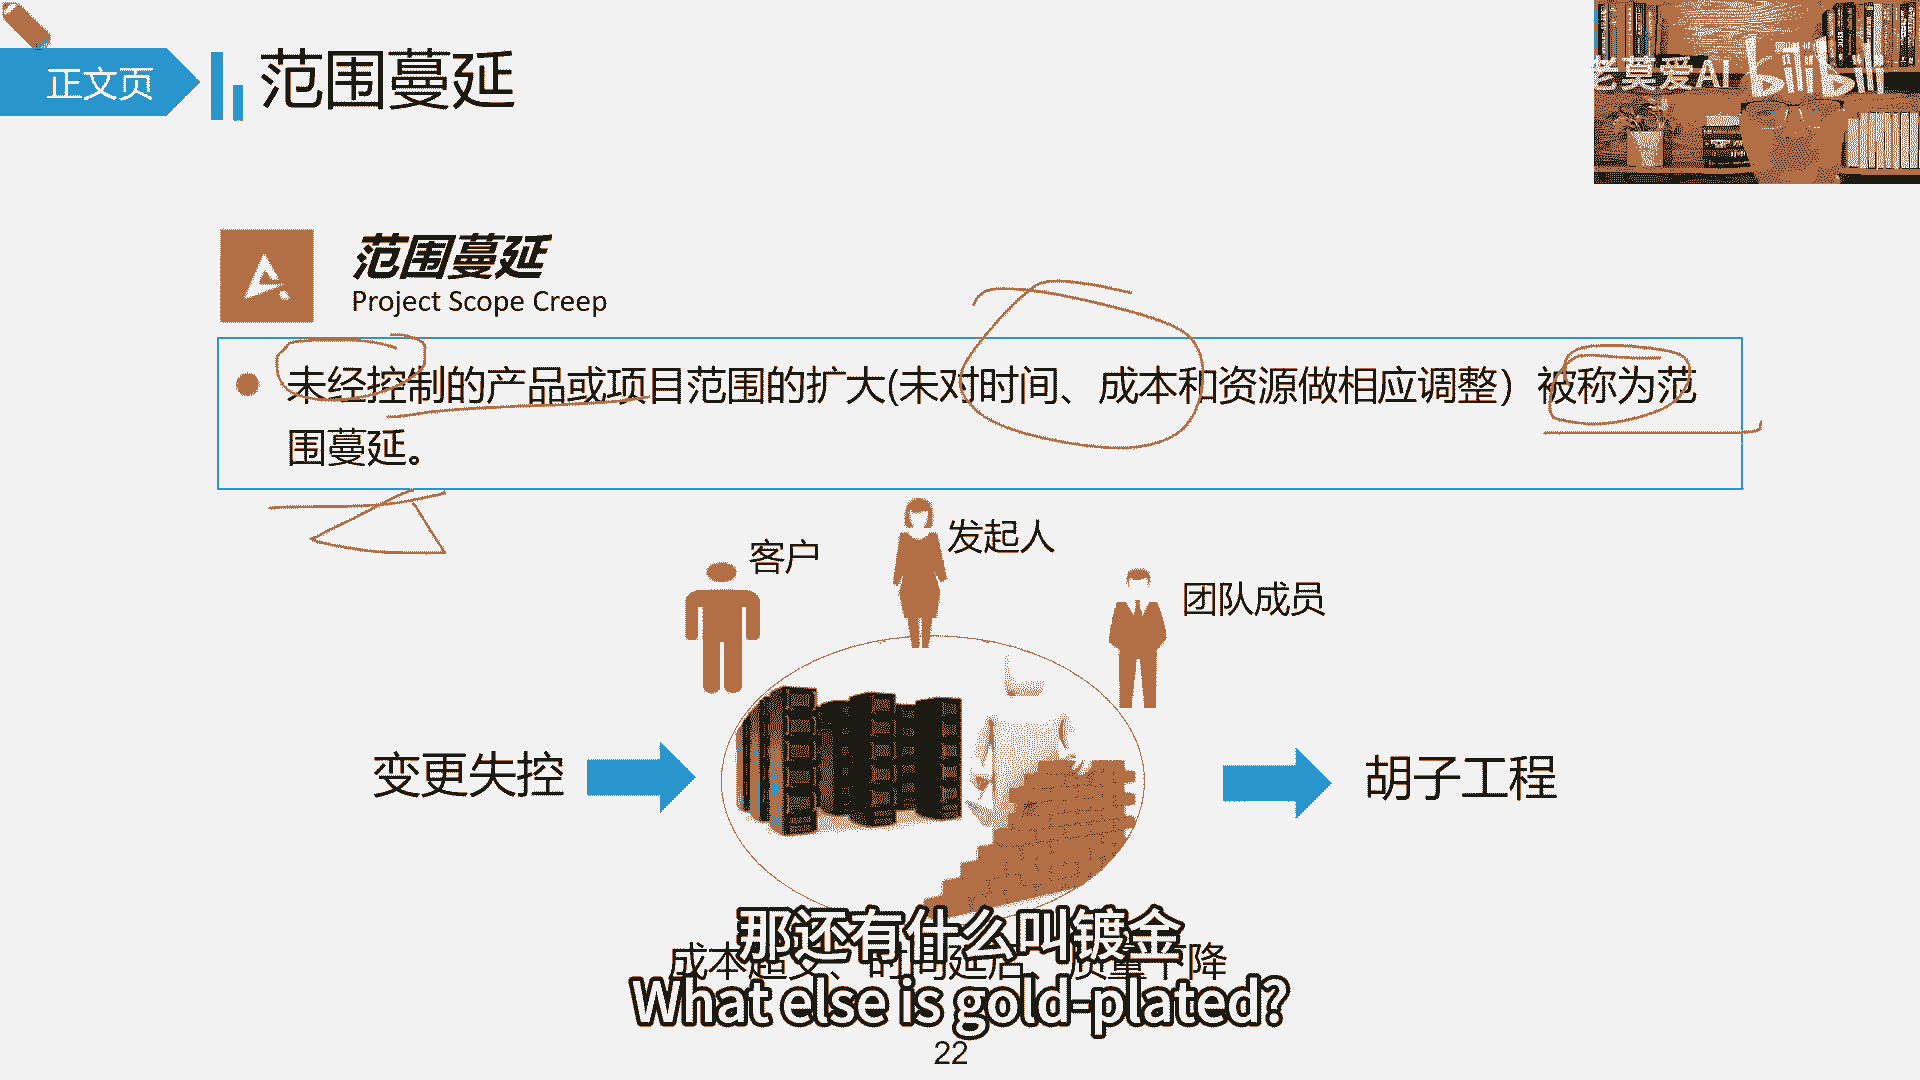 正文页
范围蔓延
老莫爱AI
bilibili
范围蔓延
Project Scope Creep
未经控制的产品或项目范围的扩大(未对时间、成本和资源做相应调整）被称为范
围蔓延。
客户
发起人
团队成员
变更失控
胡子工程
成本超支、时间延后、质量下降
那还有什么叫镀金
What else is gold-plated?
22